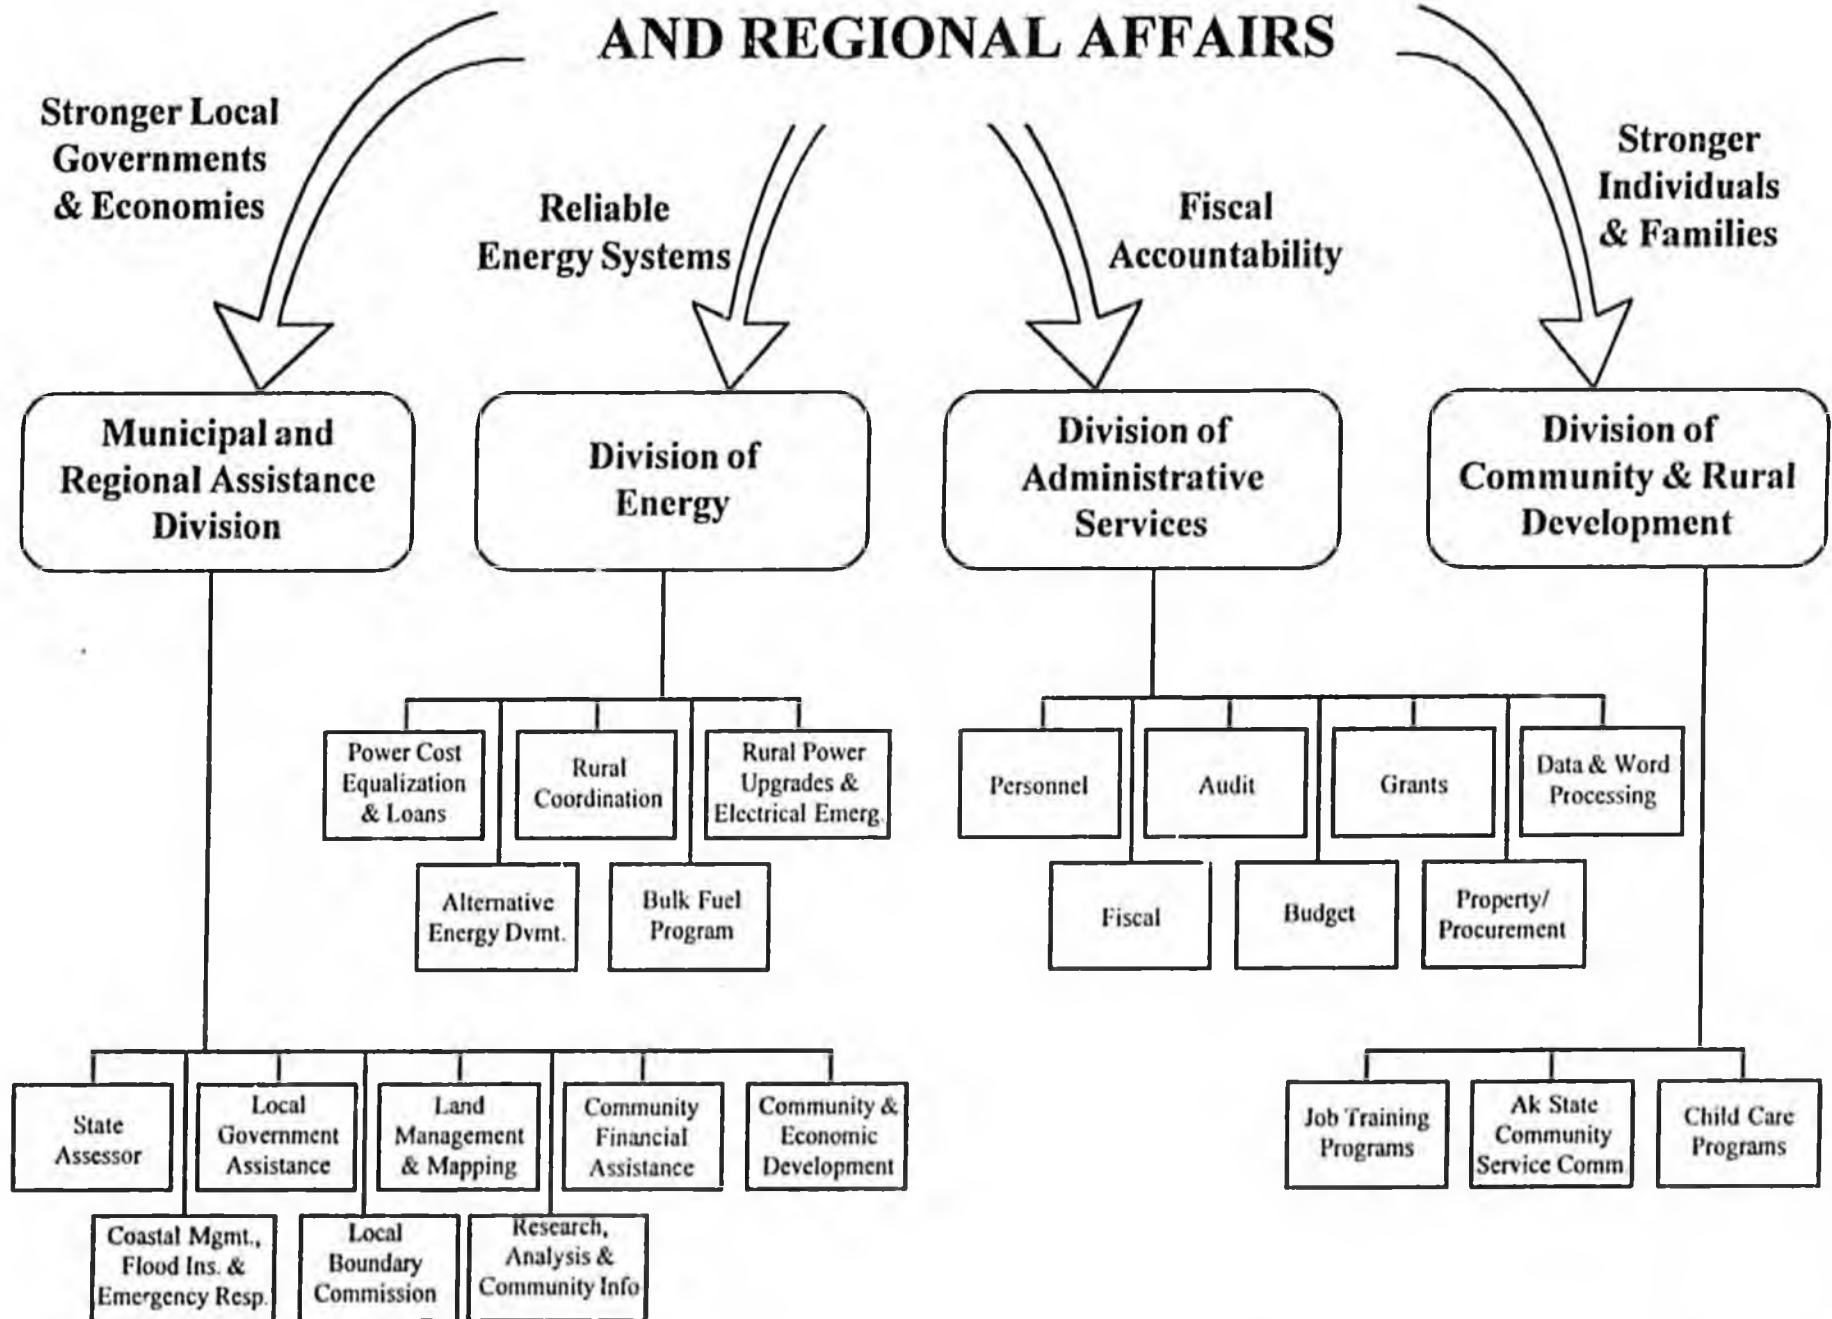 AND REGIONAL AFFAIRS
Stronger Local
Governments
& Economies
Reliable
Energy Systems
Fiscal
Accountability
Stronger
Individuals
& Families
Municipal and
Regional Assistance
Division
Division of
Energy
Division of
Administrative
Services
Division of
Community & Rural
Development
Power Cost
Equalization
& Loans
Rural
Coordination
Rural Power
Upgrades &
Electrical Emerg.
Alternative
Energy Dvmt.
Bulk Fuel
Program
Personnel
Audit
Grants
Data & Word
Processing
Fiscal
Budget
Property/
Procurement
State
Assessor
Local
Government
Assistance
Land
Management
& Mapping
Community
Financial
Assistance
Community &
Economic
Development
Coastal Mgmt.,
Flood Ins. &
Emergency Resp.
Local
Boundary
Commission
Research,
Analysis &
Community Info
Job Training
Programs
Ak State
Community
Service Comm
Child Care
Programs